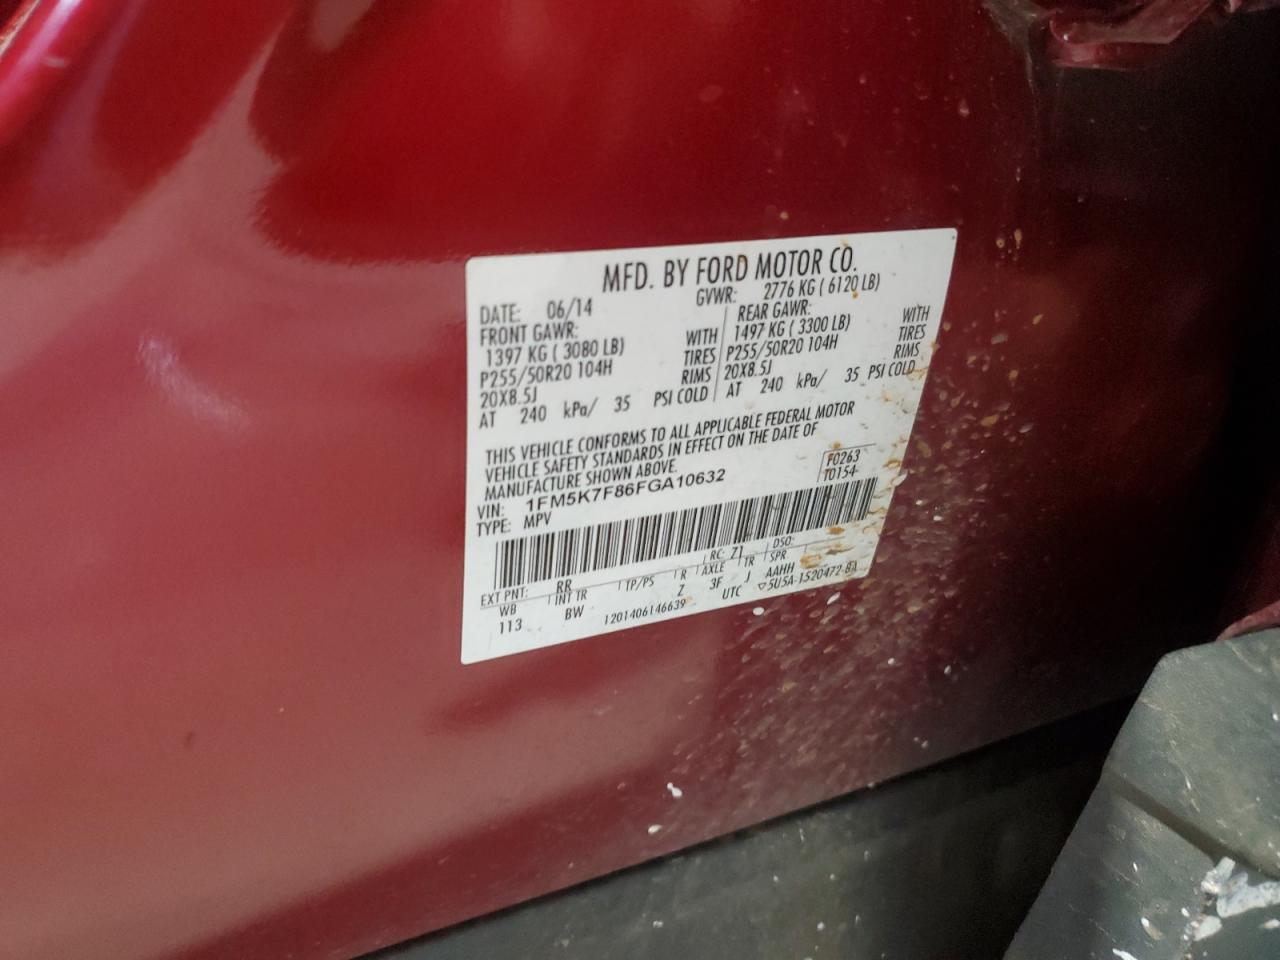 MFD. BY FORD MOTOR CO.
DATE: 06/14 GVWR: 2776 KG ( 6120 LB)
FRONT GAWR: REAR GAWR:
1397 KG ( 3080 LB) WITH 1497 KG ( 3300 LB) WITH
P255/50R20 104H TIRES P255/50R20 104H TIRES
20X8.5J RIMS 20X8.5J RIMS
AT 240 kPa/ 35 PSI COLD AT 240 kPa/ 35 PSI COLD
THIS VEHICLE CONFORMS TO ALL APPLICABLE FEDERAL MOTOR
VEHICLE SAFETY STANDARDS IN EFFECT ON THE DATE OF
MANUFACTURE SHOWN ABOVE.
VIN: 1FM5K7F86FGA10632 F0263
TYPE: MPV T0154-
EXT PNT: RR RC: Z1 DSO:
WB INT TR TP/PS R AXLE TR SPR
113 BW Z 3F J AAHH
1201406146639 UTC ▽5U5A-1520472-BA